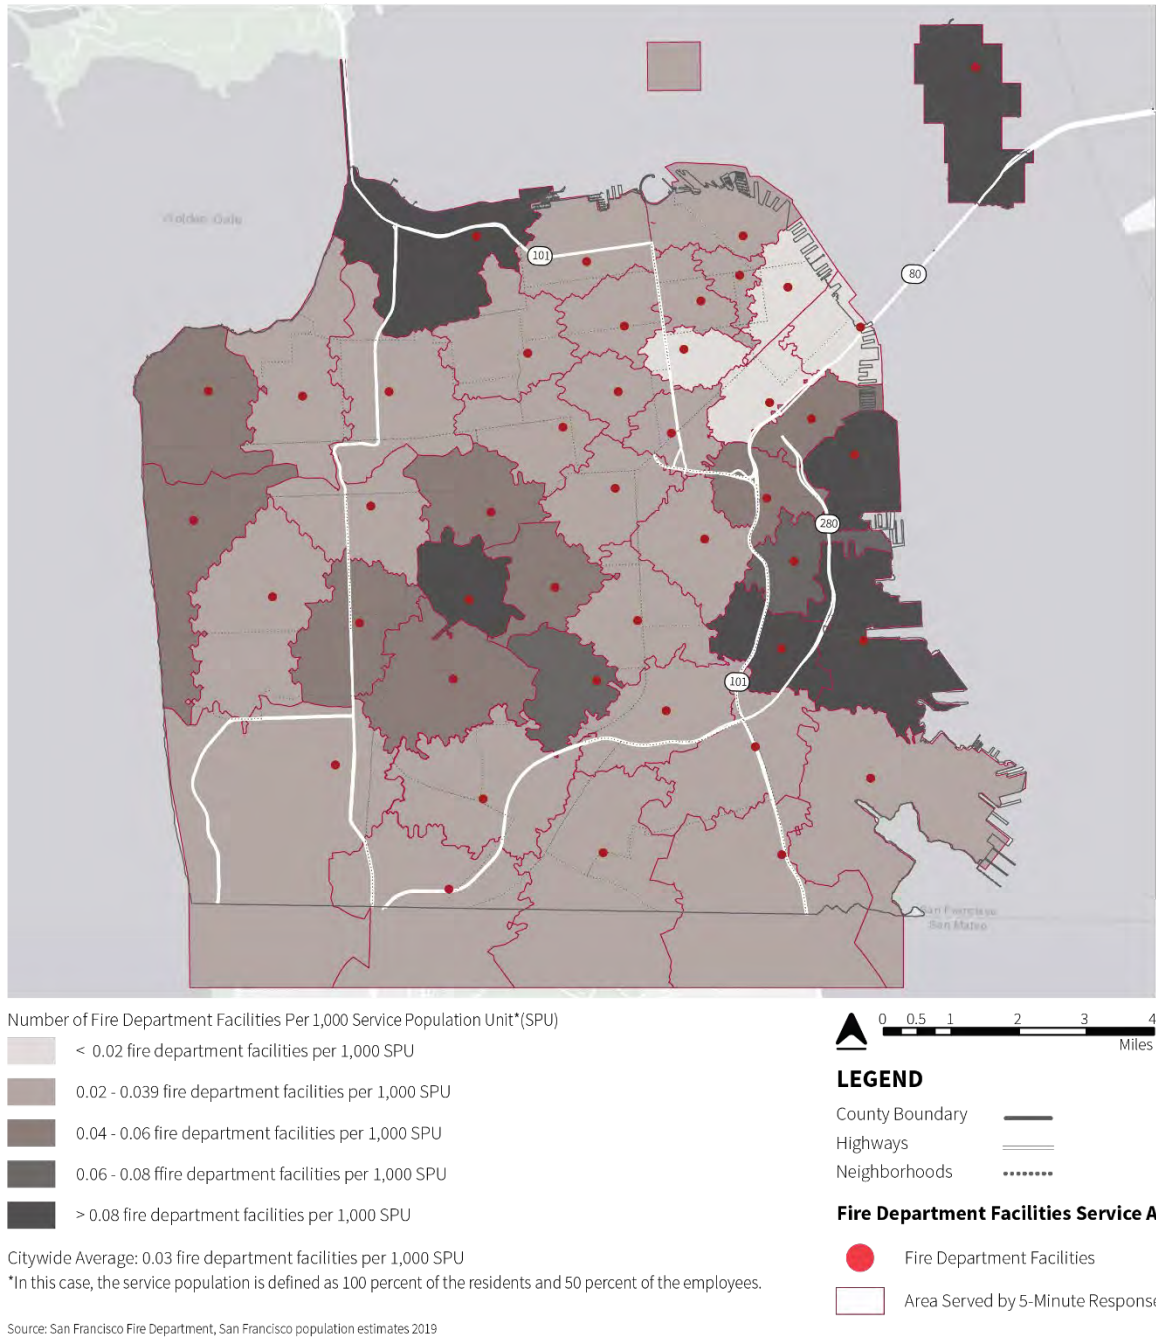 Golden Gate
101
80
280
101
San Francisco
San Mateo
Number of Fire Department Facilities Per 1,000 Service Population Unit*(SPU)
< 0.02 fire department facilities per 1,000 SPU
0.02 - 0.039 fire department facilities per 1,000 SPU
0.04 - 0.06 fire department facilities per 1,000 SPU
0.06 - 0.08 ffire department facilities per 1,000 SPU
> 0.08 fire department facilities per 1,000 SPU
Citywide Average: 0.03 fire department facilities per 1,000 SPU
*In this case, the service population is defined as 100 percent of the residents and 50 percent of the employees.
Source: San Francisco Fire Department, San Francisco population estimates 2019
0 0.5 1 2 3 4
Miles
LEGEND
County Boundary
Highways
Neighborhoods
Fire Department Facilities Service A
Fire Department Facilities
Area Served by 5-Minute Response